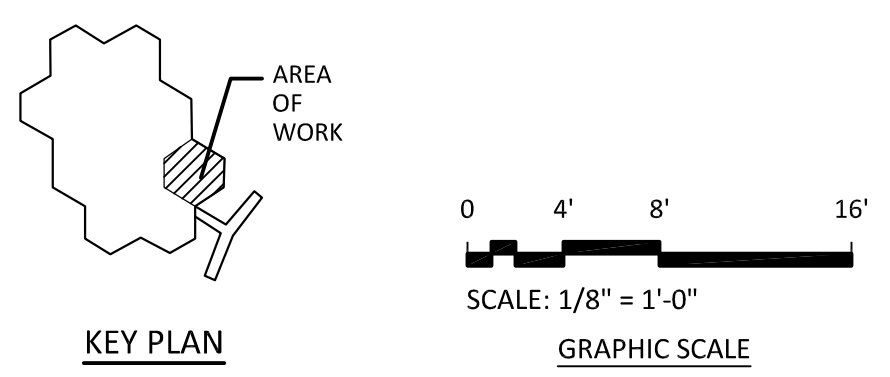 AREA
OF
WORK
KEY PLAN
0 4' 8' 16'
SCALE: 1/8" = 1'-0"
GRAPHIC SCALE